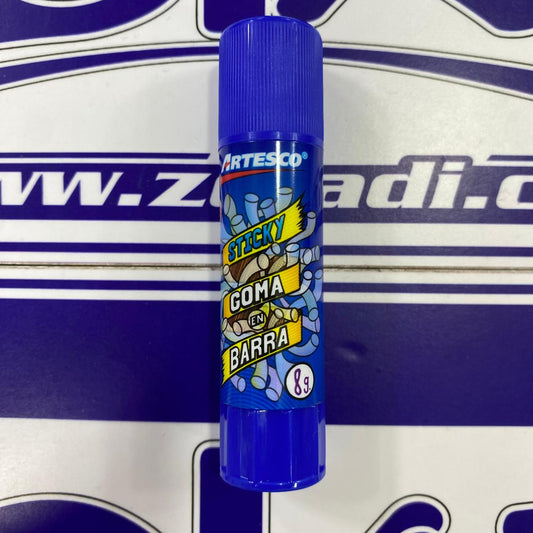 ARTESCO®
STICKY
GOMA
EN
BARRA
8g.
www.z
adi.c